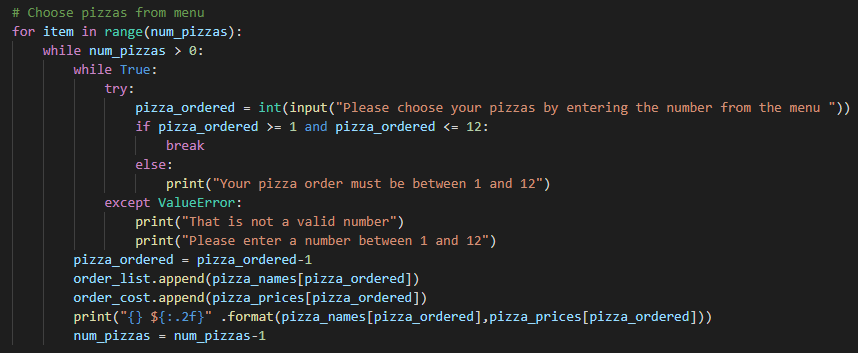 # Choose pizzas from menu
for item in range(num_pizzas):
    while num_pizzas > 0:
        while True:
            try:
                pizza_ordered = int(input("Please choose your pizzas by entering the number from the menu "))
                if pizza_ordered >= 1 and pizza_ordered <= 12:
                    break
                else:
                    print("Your pizza order must be between 1 and 12")
            except ValueError:
                print("That is not a valid number")
                print("Please enter a number between 1 and 12")
        pizza_ordered = pizza_ordered-1
        order_list.append(pizza_names[pizza_ordered])
        order_cost.append(pizza_prices[pizza_ordered])
        print("{} ${:.2f}" .format(pizza_names[pizza_ordered],pizza_prices[pizza_ordered]))
        num_pizzas = num_pizzas-1